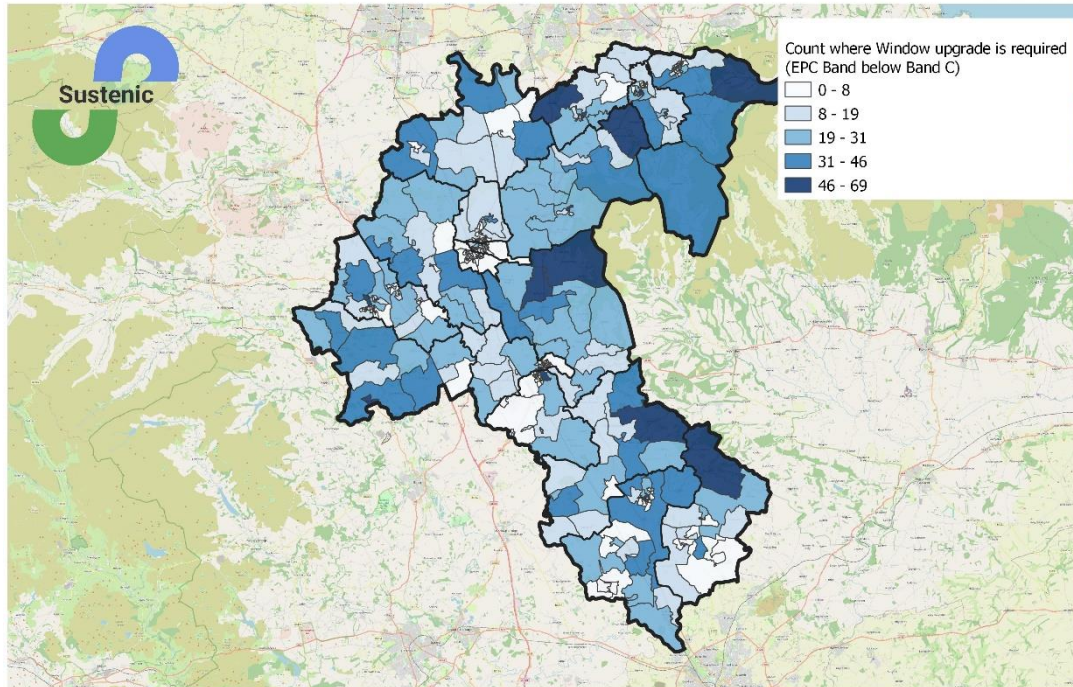 Sustenic
Count where Window upgrade is required
(EPC Band below Band C)
0 - 8
8 - 19
19 - 31
31 - 46
46 - 69